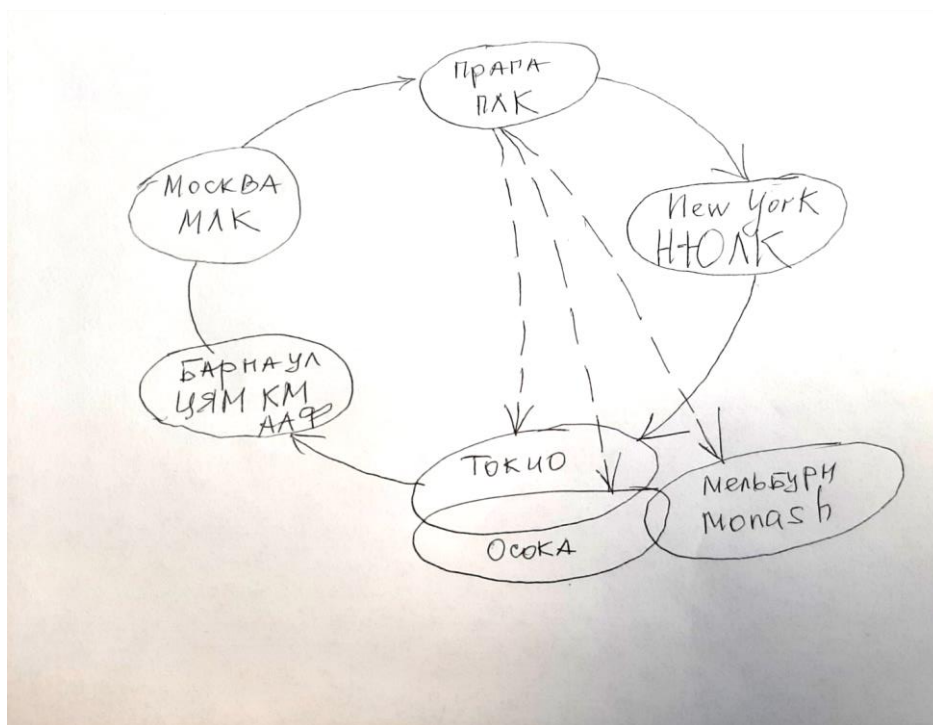 ПРАГА
ПЛК
МОСКВА
МЛК
New York
НЮЛК
БАРНАУЛ
ЦЯМ КМ
ААФ
ТОКИО
ОСОКА
МЕЛЬБУРН
Monash